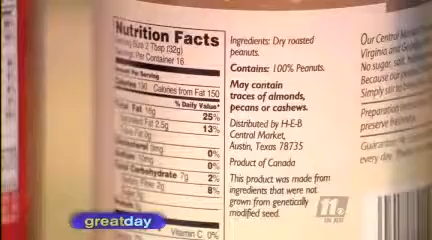 Nutrition Facts
Serving Size 2 Tbsp (32g)
Servings Per Container 16
Amount Per Serving
Calories 190 Calories from Fat 150
% Daily Value*
Total Fat 16g 25%
Saturated Fat 2.5g 13%
Trans Fat 0g
Cholesterol 0mg 0%
Sodium 10mg 0%
Total Carbohydrate 7g 2%
Fiber 2g 8%
Vitamin C 0%
Ingredients: Dry roasted
peanuts.
Contains: 100% Peanuts.
May contain
traces of almonds,
pecans or cashews.
Distributed by H-E-B
Central Market,
Austin, Texas 78735
Product of Canada
This product was made from
ingredients that were not
grown from genetically
modified seed.
Our Central
Virginia and
No sugar, salt,
Because our
Simply stir
Preparation
preserve
every day.
greatday
11